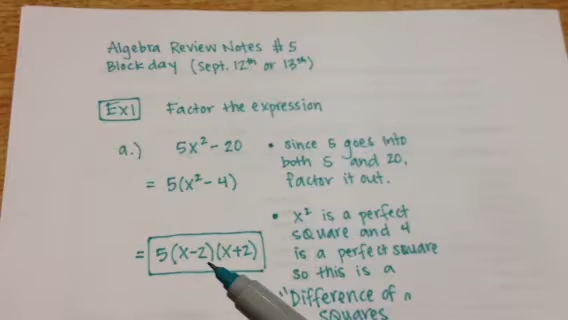 Algebra Review Notes #5
Block day (Sept. 12th or 13th)
Ex1 Factor the expression
a.) 5x² - 20
= 5(x² - 4)
= 5(x-2)(x+2)
• since 5 goes into
both 5 and 20,
factor it out.
• x² is a perfect
square and 4
is a perfect square
so this is a
"Difference of
squares